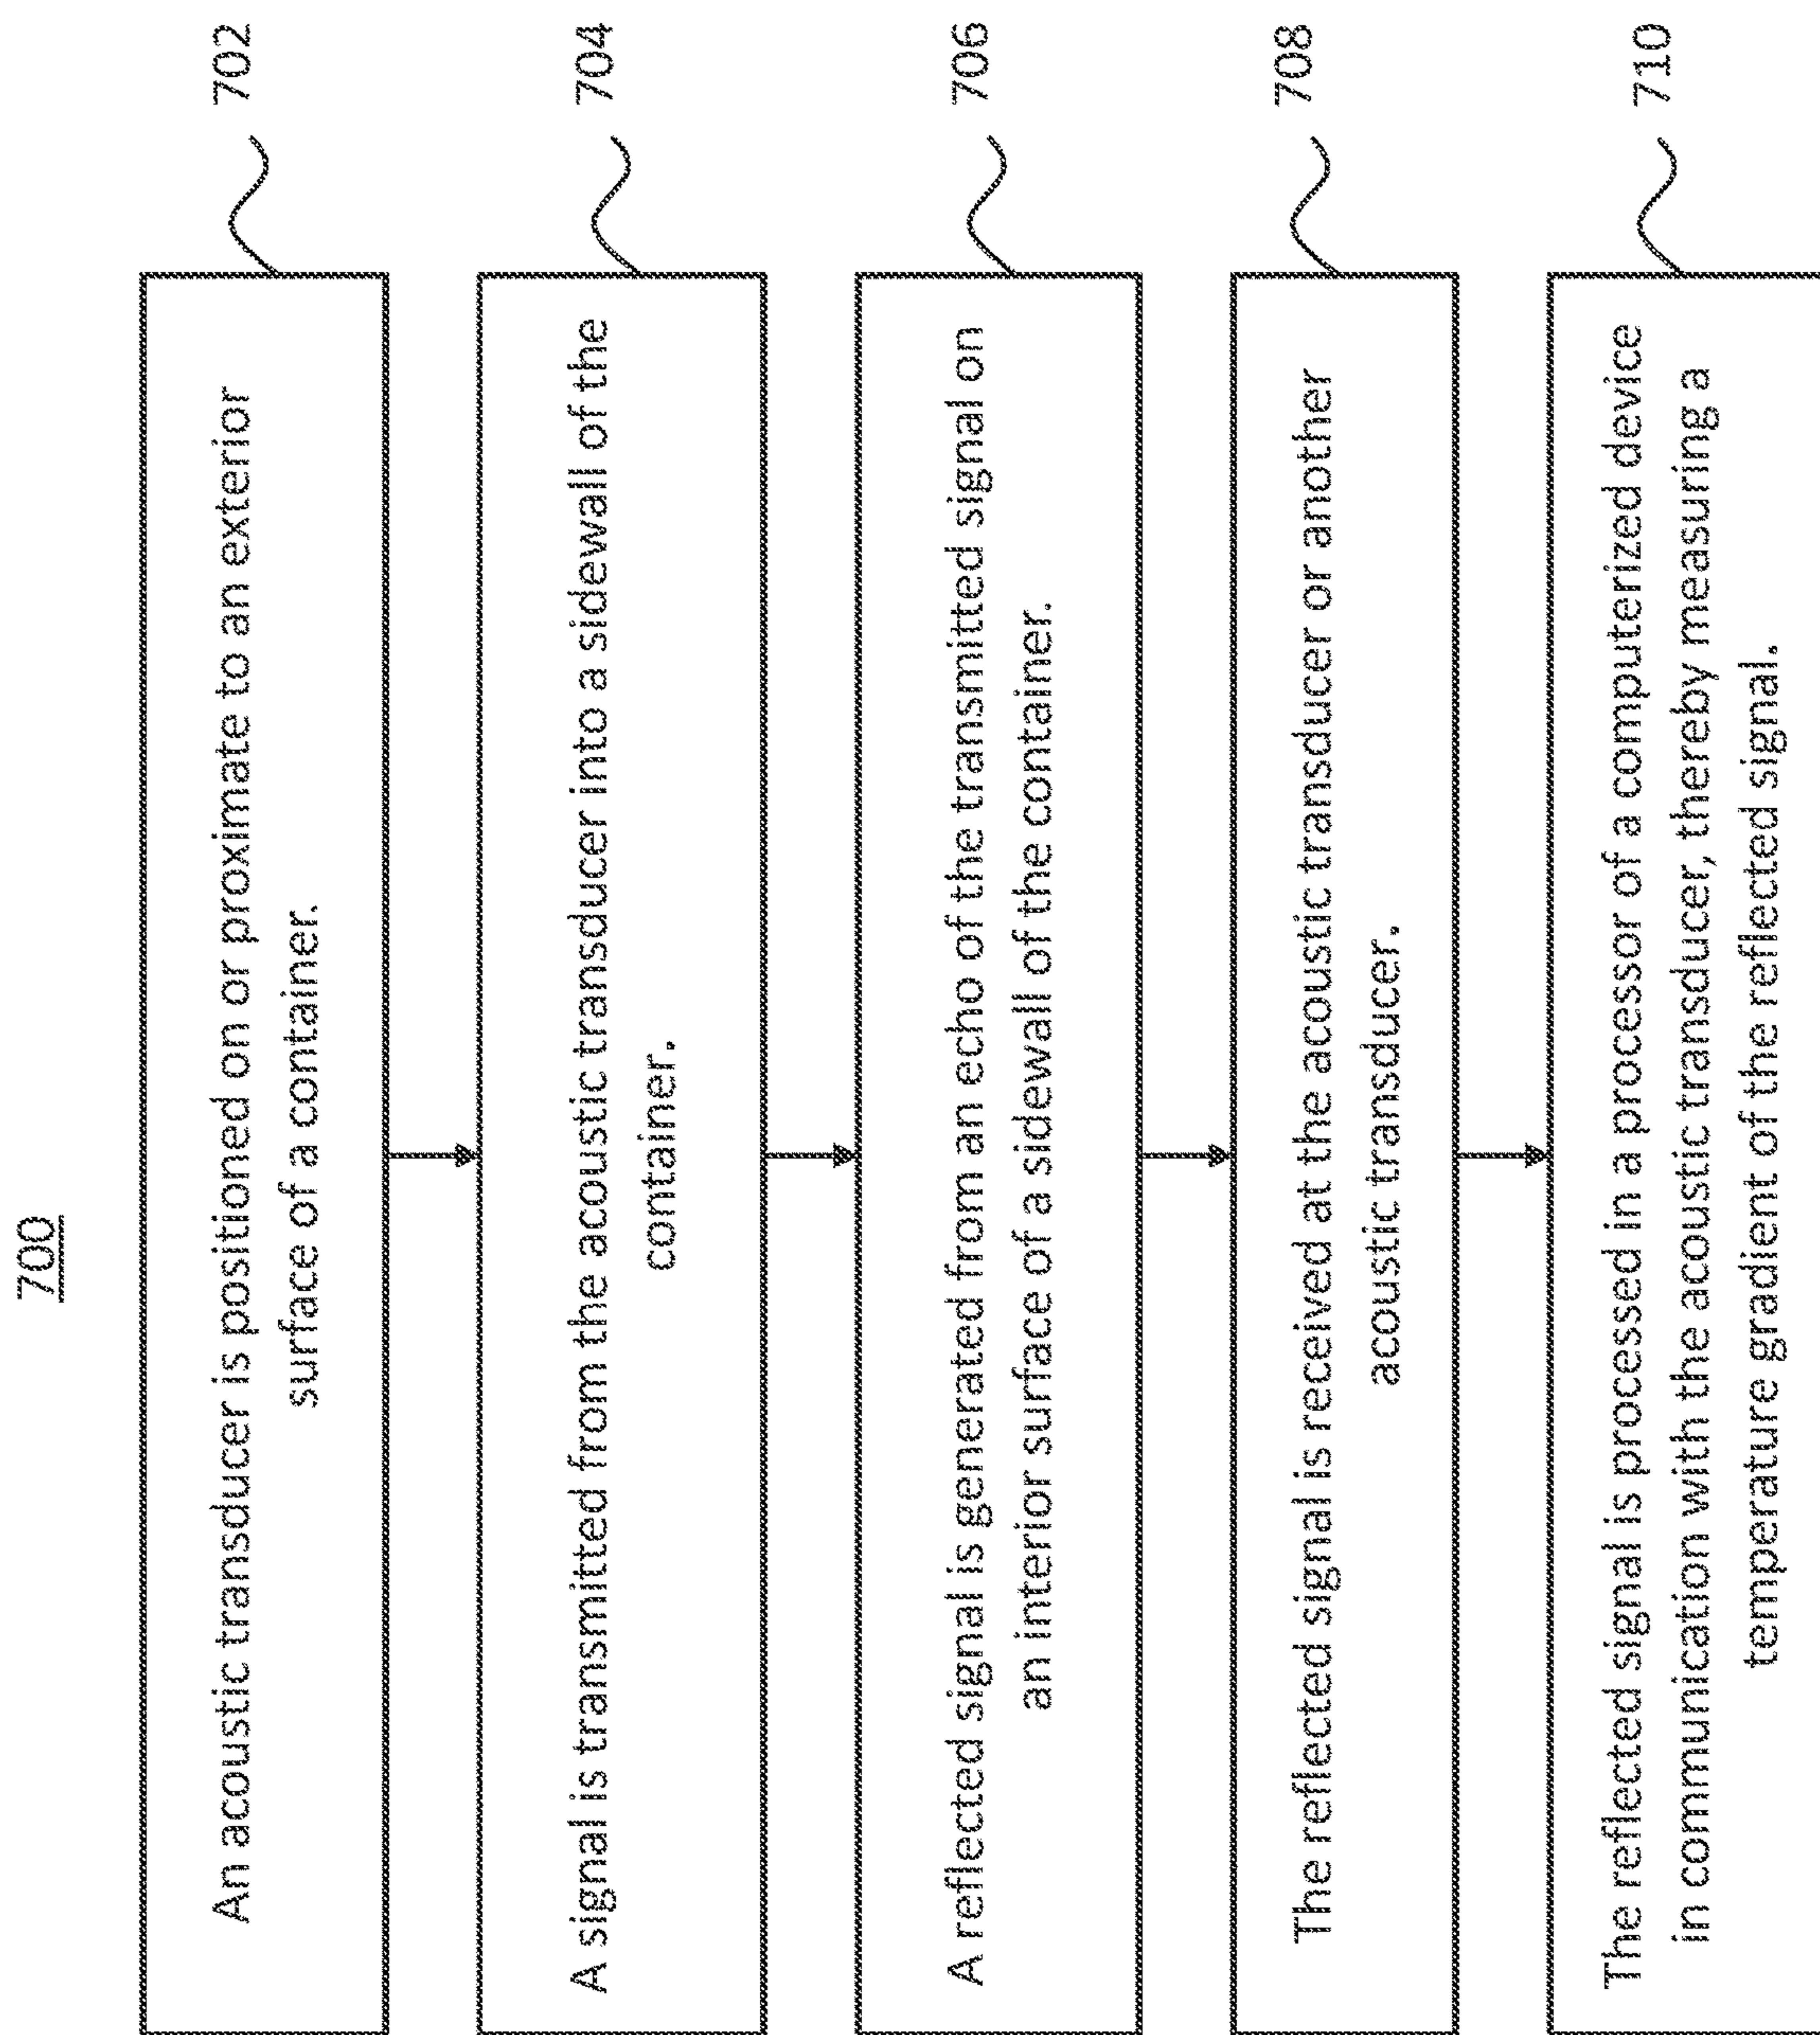 700
An acoustic transducer is positioned on or proximate to an exterior
surface of a container.
702
A signal is transmitted from the acoustic transducer into a sidewall of the
container.
704
A reflected signal is generated from an echo of the transmitted signal on
an interior surface of a sidewall of the container.
706
The reflected signal is received at the acoustic transducer or another
acoustic transducer.
708
The reflected signal is processed in a processor of a computerized device
in communication with the acoustic transducer, thereby measuring a
temperature gradient of the reflected signal.
710